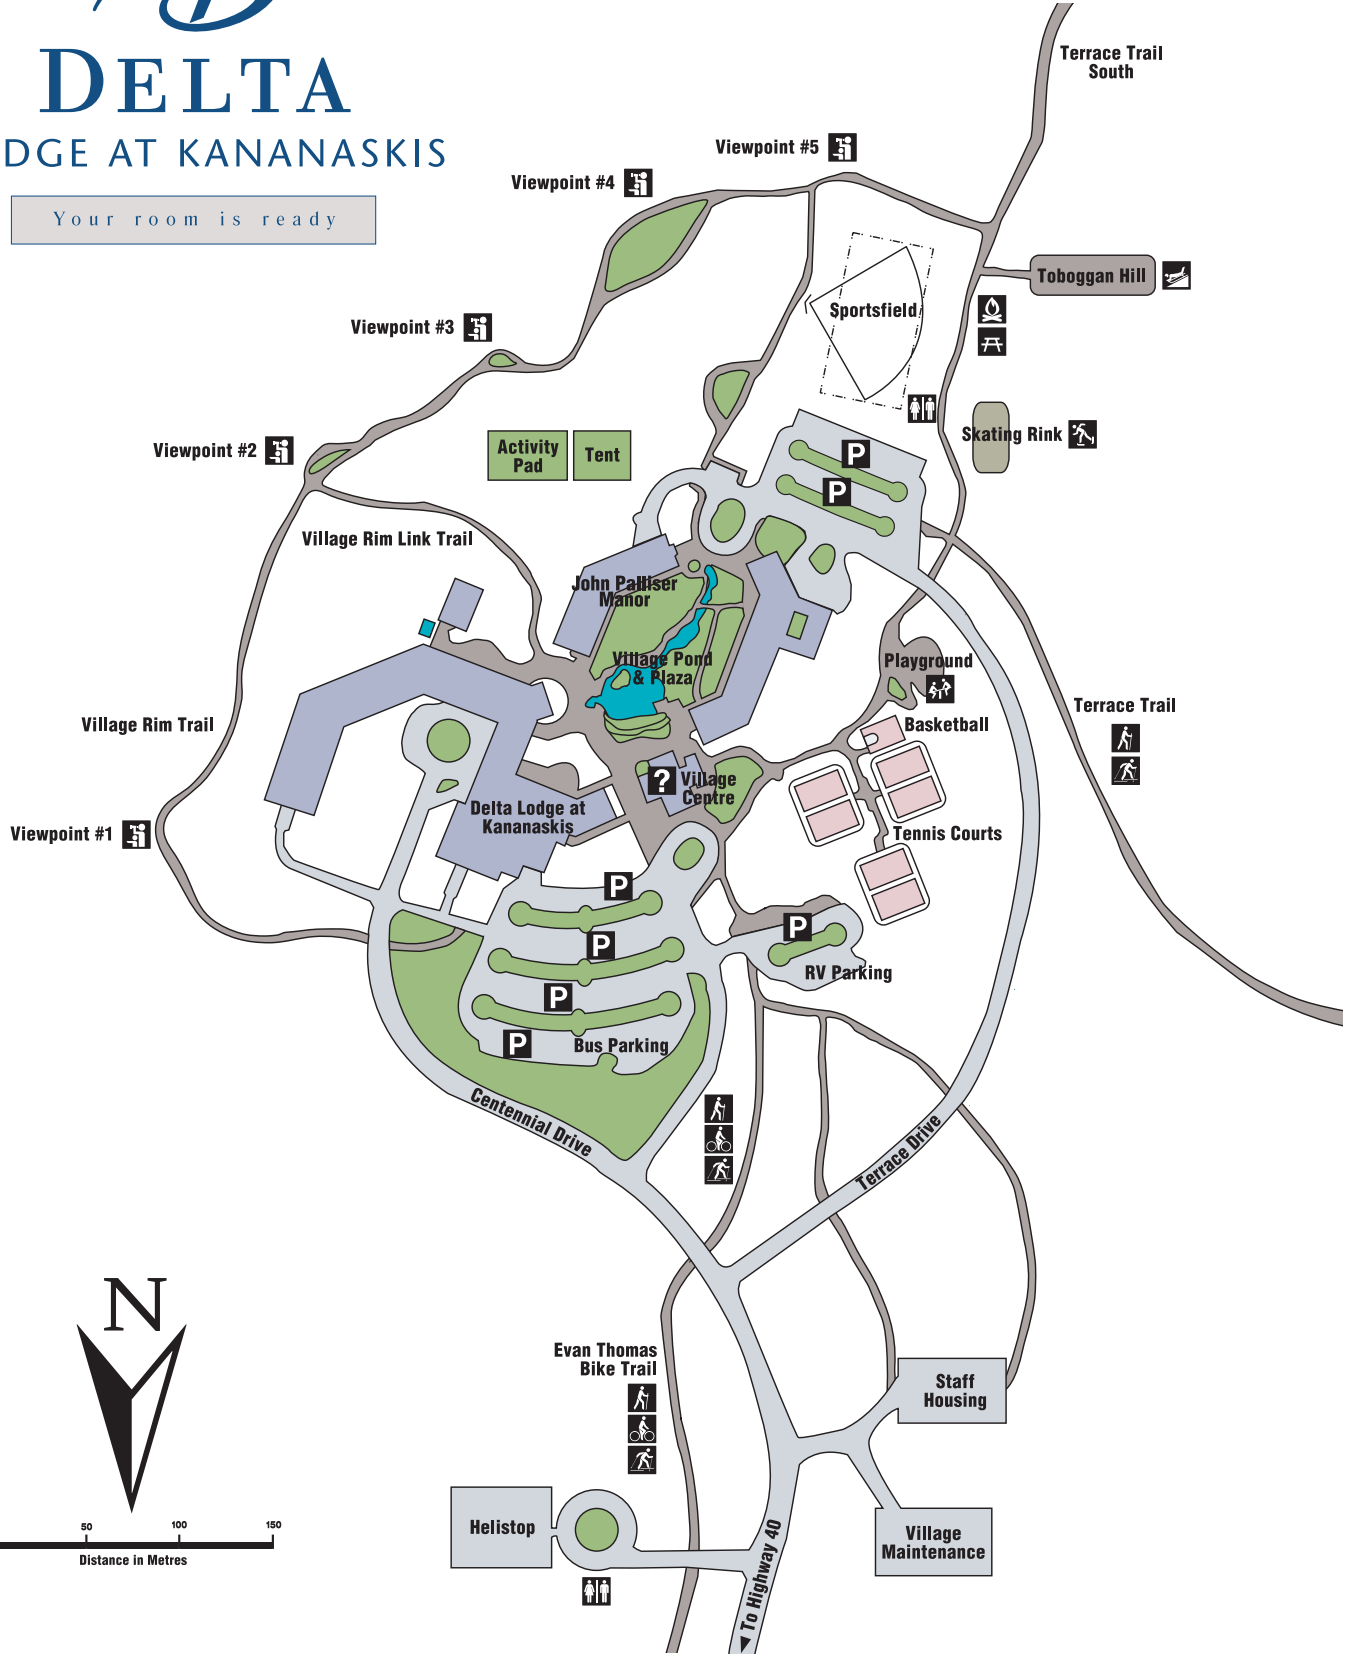 DELTA
DGE AT KANANASKIS
Your room is ready
Terrace Trail
South
Viewpoint #5
Viewpoint #4
Toboggan Hill
Sportsfield
Viewpoint #3
Skating Rink
P
P
Viewpoint #2
Activity
Pad
Tent
Village Rim Link Trail
John Palliser
Manor
Village Pond
& Plaza
Playground
Village Rim Trail
Terrace Trail
Basketball
?
Village
Centre
Delta Lodge at
Kananaskis
Viewpoint #1
Tennis Courts
P
P
P
RV Parking
P
P
Bus Parking
Centennial Drive
Terrace Drive
N
Evan Thomas
Bike Trail
Staff
Housing
50
100
150
Distance in Metres
Helistop
Village
Maintenance
To Highway 40